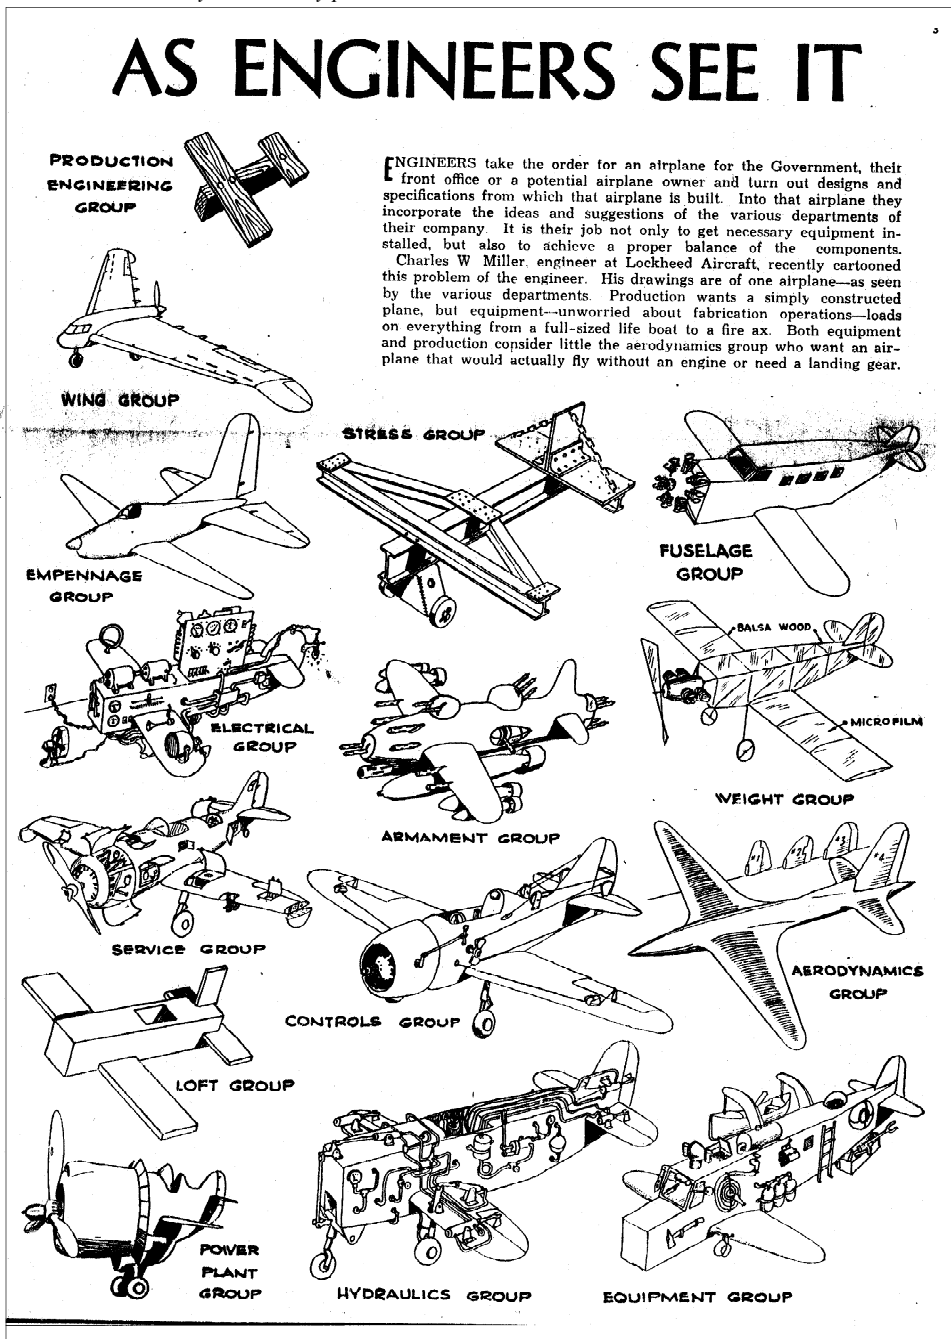 AS ENGINEERS SEE IT
PRODUCTION
ENGINEERING
GROUP
ENGINEERS take the order for an airplane for the Government, their
front office or a potential airplane owner and turn out designs and
specifications from which that airplane is built. Into that airplane they
incorporate the ideas and suggestions of the various departments of
their company. It is their job not only to get necessary equipment in-
stalled, but also to achieve a proper balance of the components.
Charles W Miller, engineer at Lockheed Aircraft, recently cartooned
this problem of the engineer. His drawings are of one airplane—as seen
by the various departments. Production wants a simply constructed
plane, but equipment—unworried about fabrication operations—loads
on everything from a full-sized life boat to a fire ax. Both equipment
and production consider little the aerodynamics group who want an air-
plane that would actually fly without an engine or need a landing gear.
WING GROUP
STRESS GROUP
FUSELAGE
GROUP
EMPENNAGE
GROUP
BALSA WOOD
MICROFILM
ELECTRICAL
GROUP
WEIGHT GROUP
ARMAMENT GROUP
#1
#2
#3
#4
SERVICE GROUP
AERODYNAMICS
GROUP
CONTROLS GROUP
LOFT GROUP
POWER
PLANT
GROUP
HYDRAULICS GROUP
EQUIPMENT GROUP